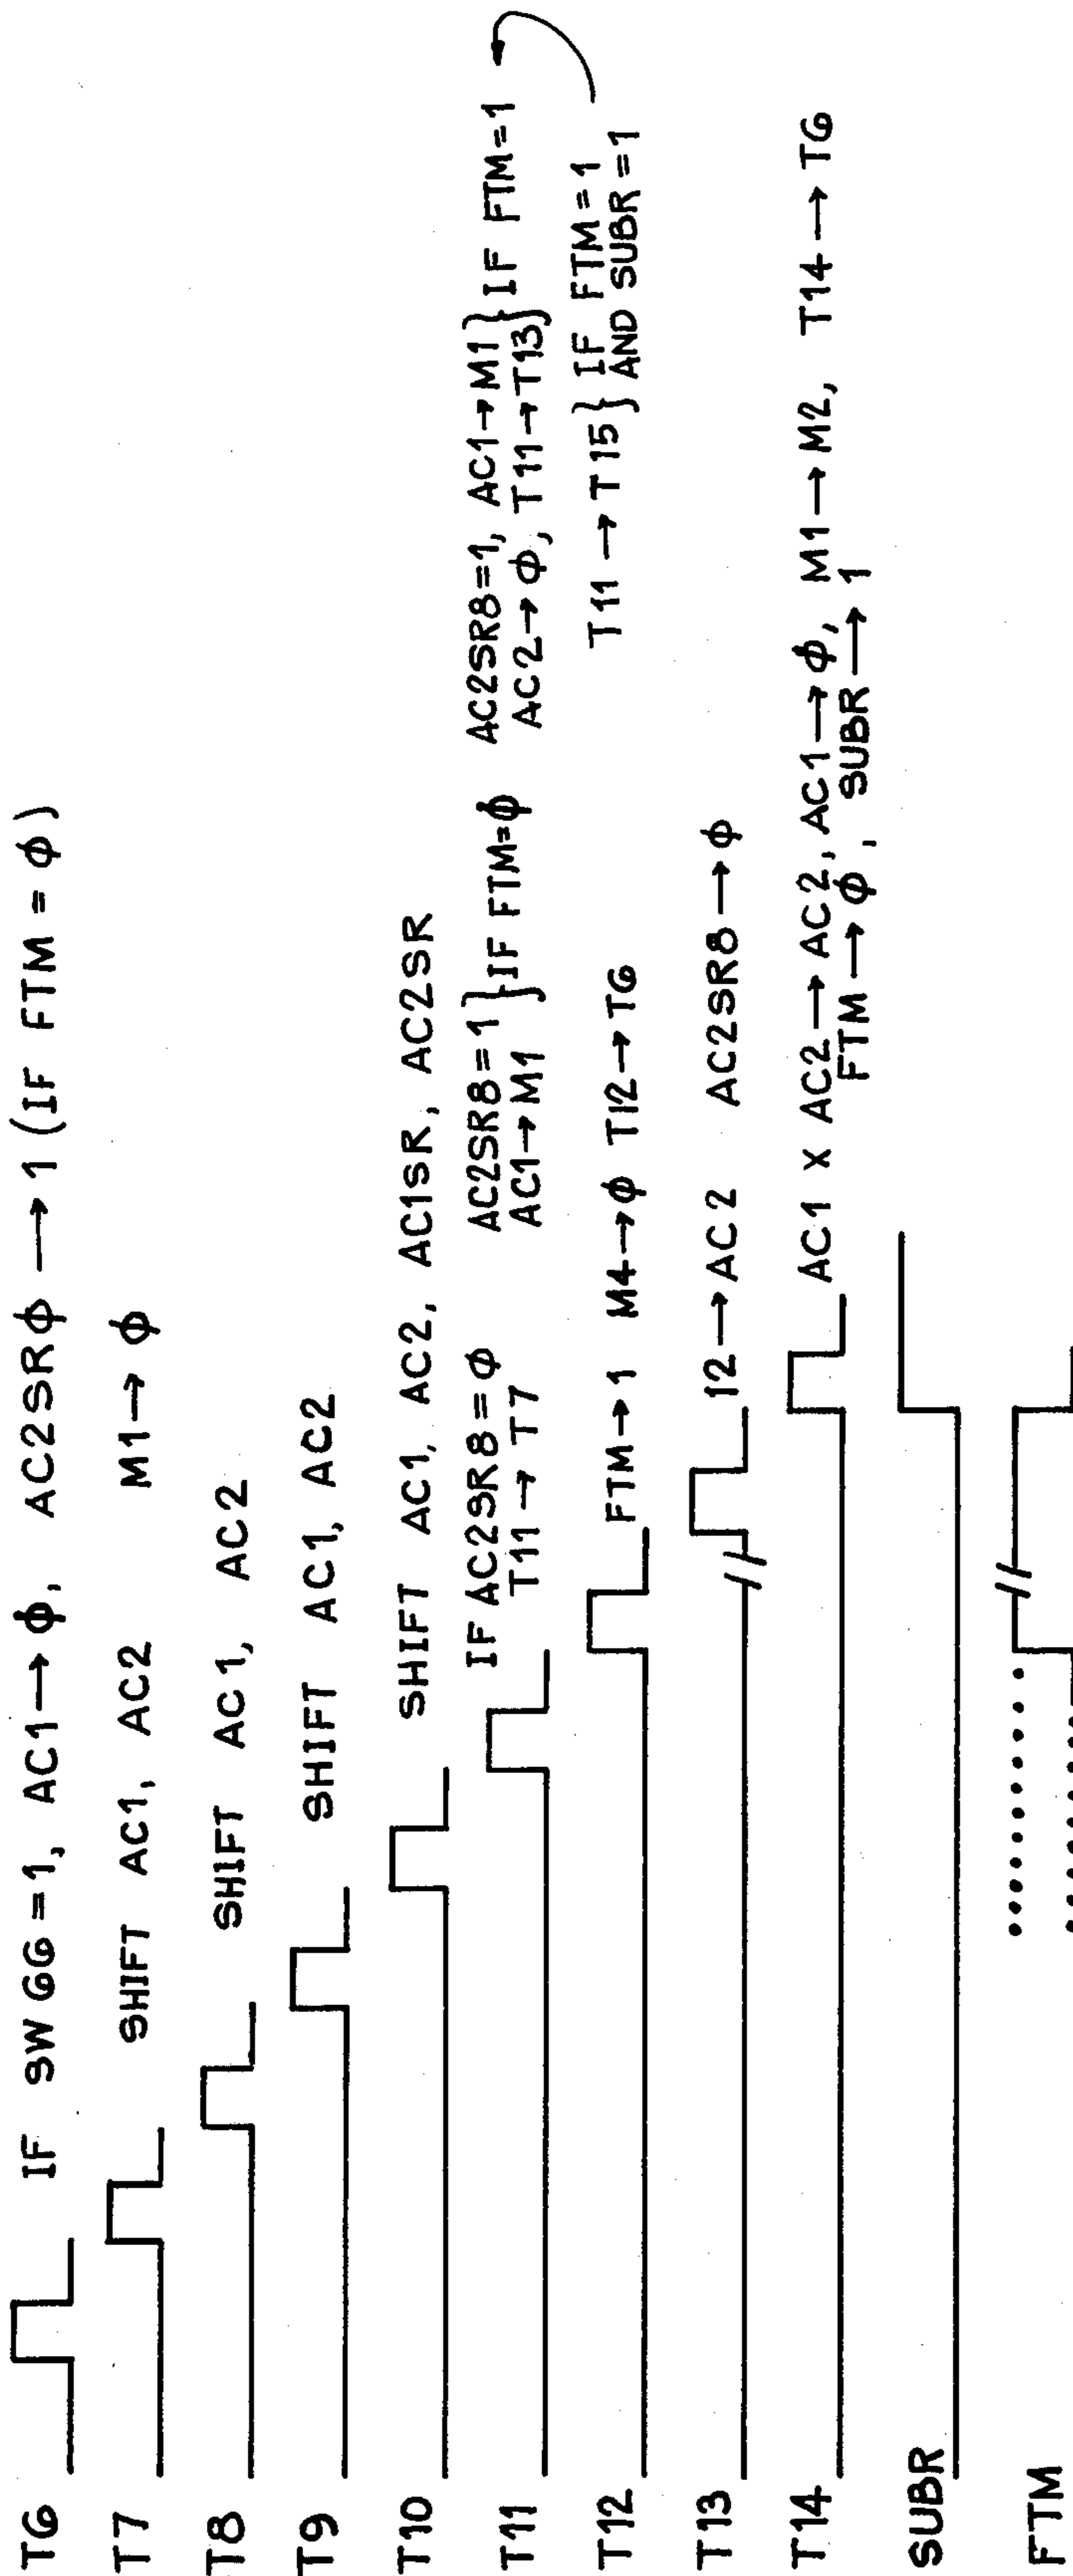 T6 IF SW GG = 1, AC1 → ϕ, AC2SRϕ → 1 (IF FTM = ϕ)
T7 SHIFT AC1, AC2 M1 → ϕ
T8 SHIFT AC1, AC2
T9 SHIFT AC1, AC2
T10 SHIFT AC1, AC2, AC1SR, AC2SR
T11 IF AC2SR8 = ϕ AC2SR8 = 1 } IF FTM = ϕ AC2SR8 = 1, AC1 → M1 } IF FTM = 1
T11 → T7 AC1 → M1 AC2 → ϕ, T11 → T13
T11 → T15 } IF FTM = 1
AND SUBR = 1
T12 FTM → 1 M4 → ϕ T12 → T6
T13 12 → AC2 AC2SR8 → ϕ
T14 AC1 X AC2 → AC2, AC1 → ϕ, M1 → M2, T14 → T6
FTM → ϕ, SUBR → 1
SUBR
FTM